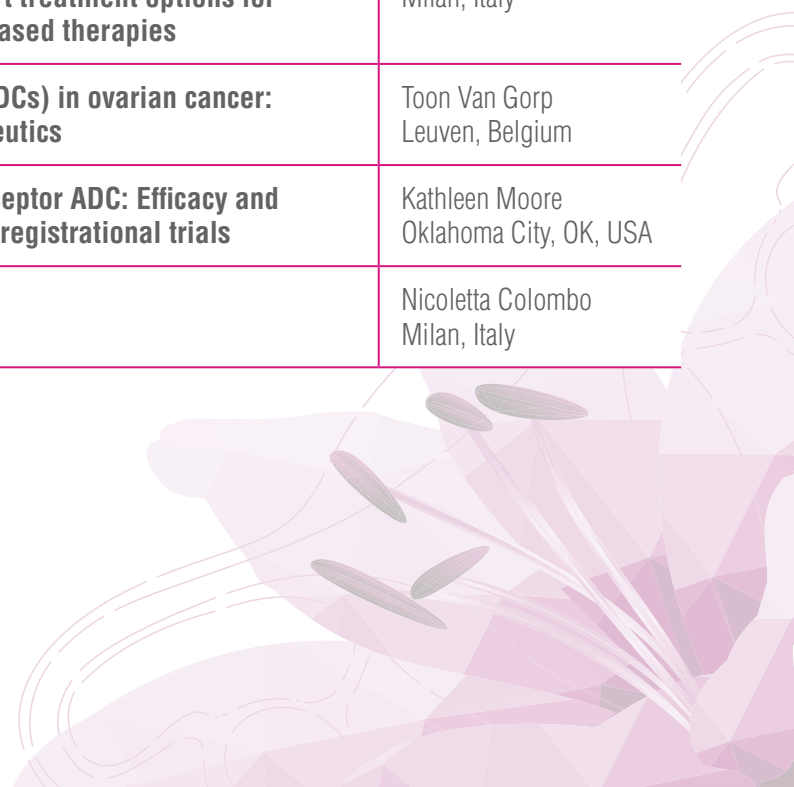 treatment options for
ased therapies
Milan, Italy
DCs) in ovarian cancer:
eutics
Toon Van Gorp
Leuven, Belgium
eptor ADC: Efficacy and
registrational trials
Kathleen Moore
Oklahoma City, OK, USA
Nicoletta Colombo
Milan, Italy